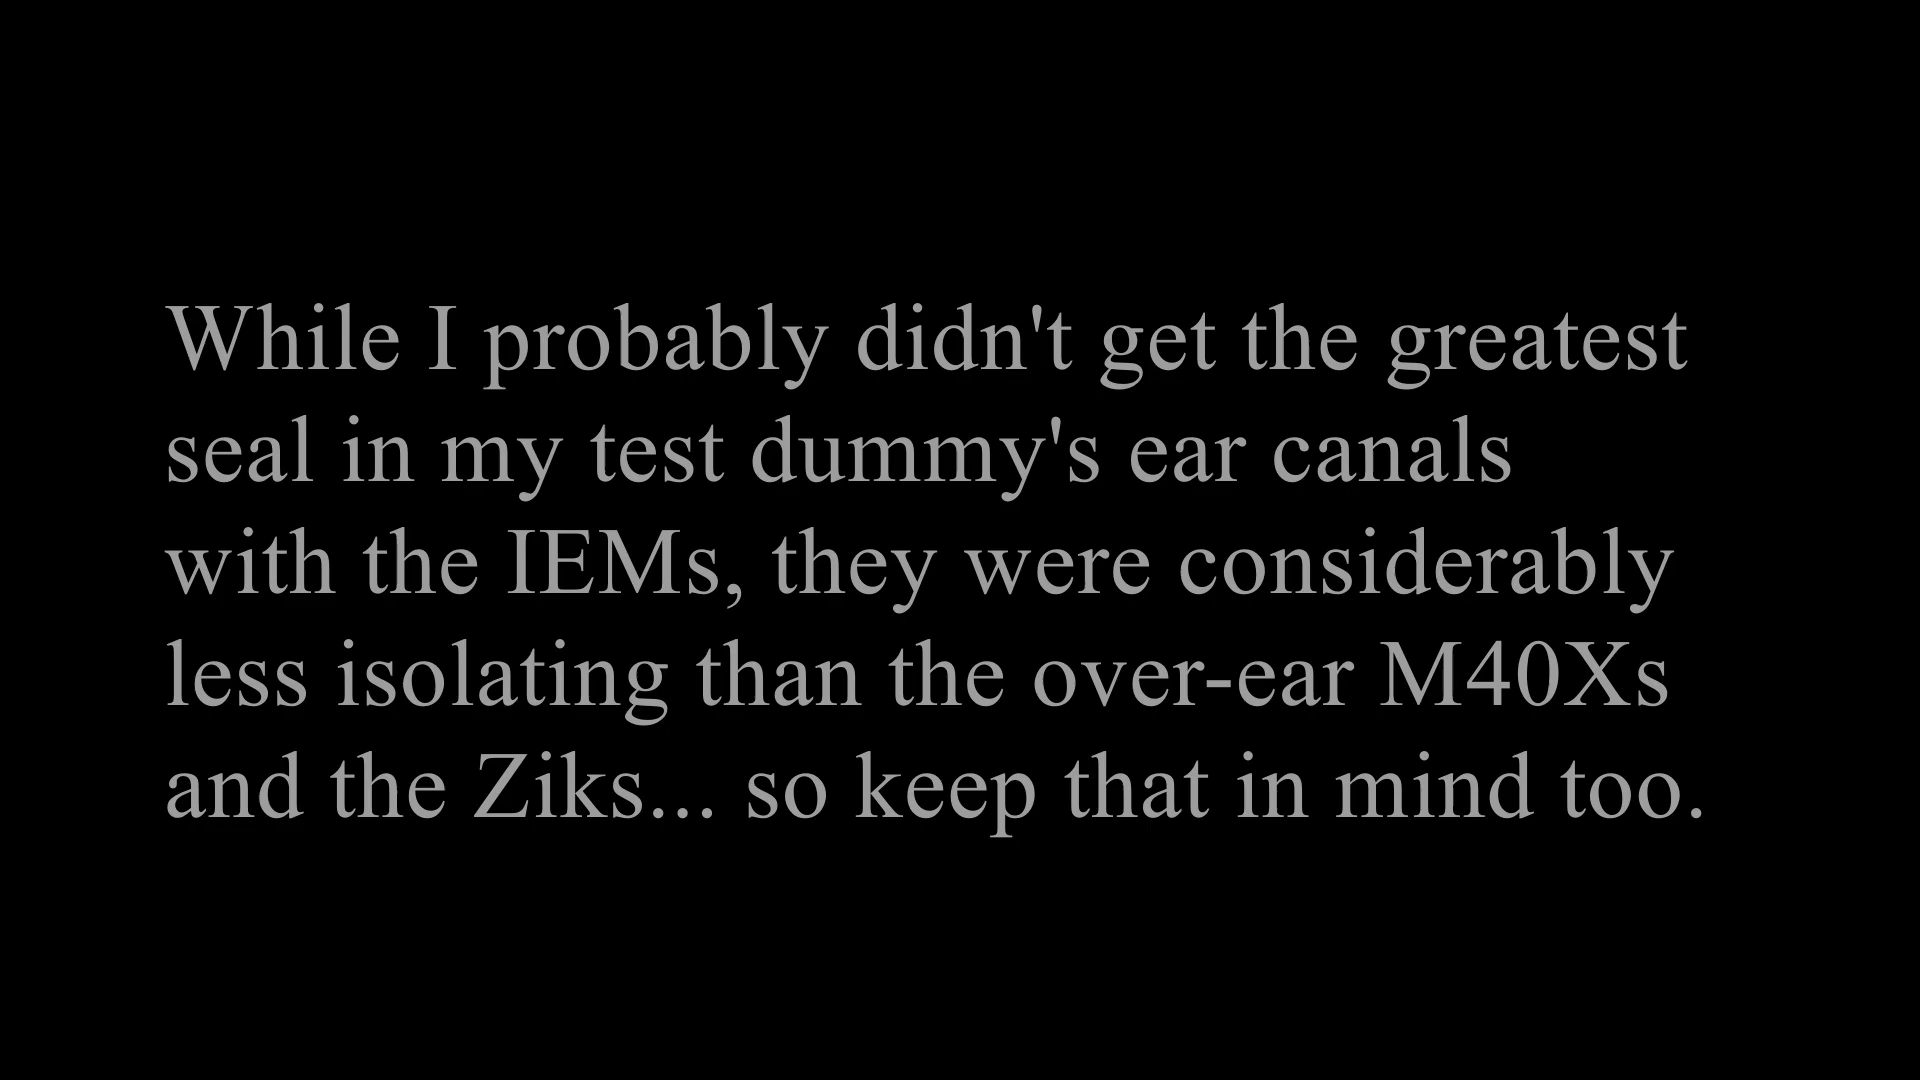 While I probably didn't get the greatest
seal in my test dummy's ear canals
with the IEMs, they were considerably
less isolating than the over-ear M40Xs
and the Ziks... so keep that in mind too.